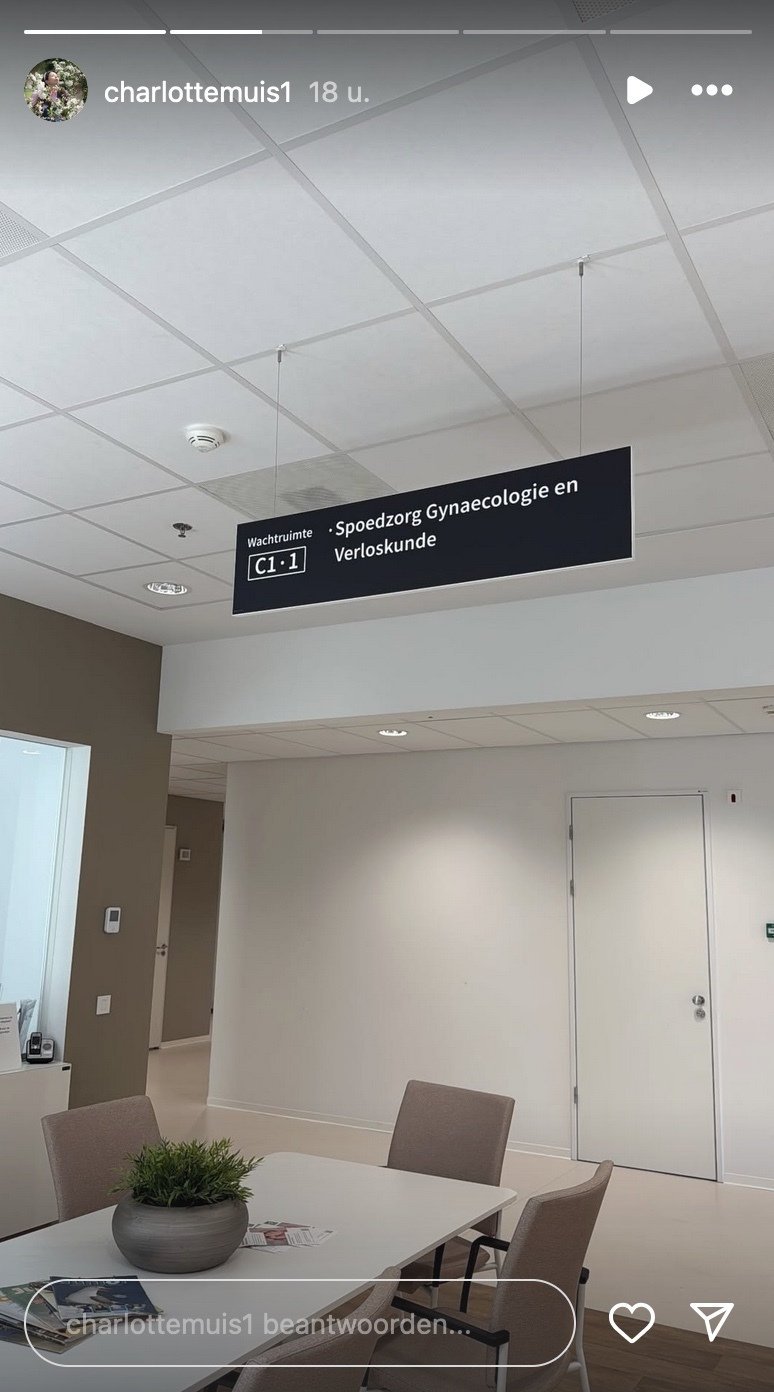 charlottemuis1 18 u.
Wachtruimte
C1·1
· Spoedzorg Gynaecologie en
Verloskunde
charlottemuis1 beantwoorden...